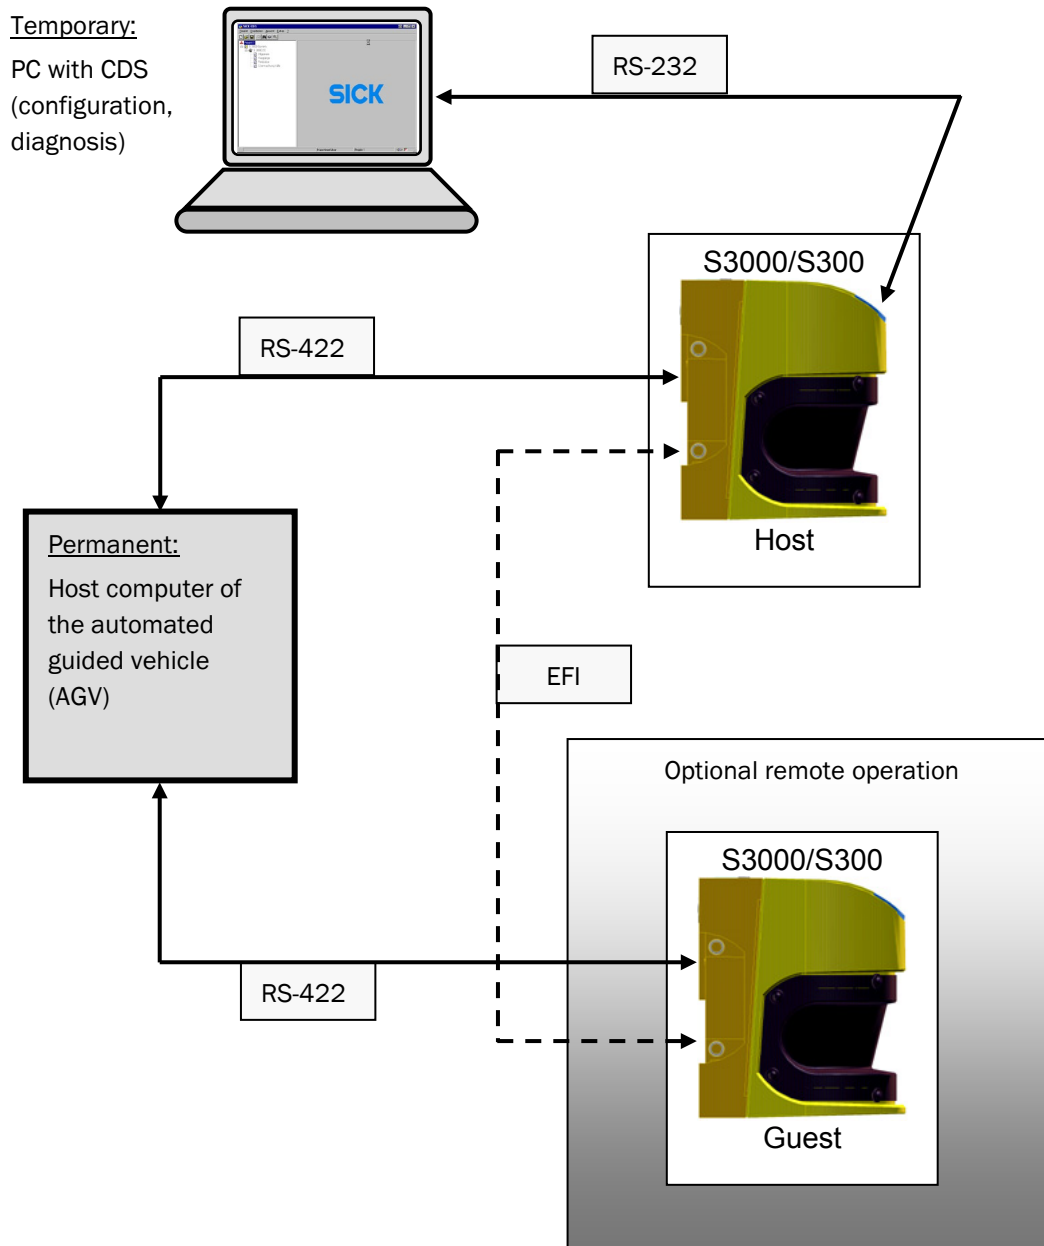 Temporary:
PC with CDS
(configuration,
diagnosis)
SICK
RS-232
S3000/S300
Host
RS-422
Permanent:
Host computer of
the automated
guided vehicle
(AGV)
EFI
Optional remote operation
S3000/S300
Guest
RS-422